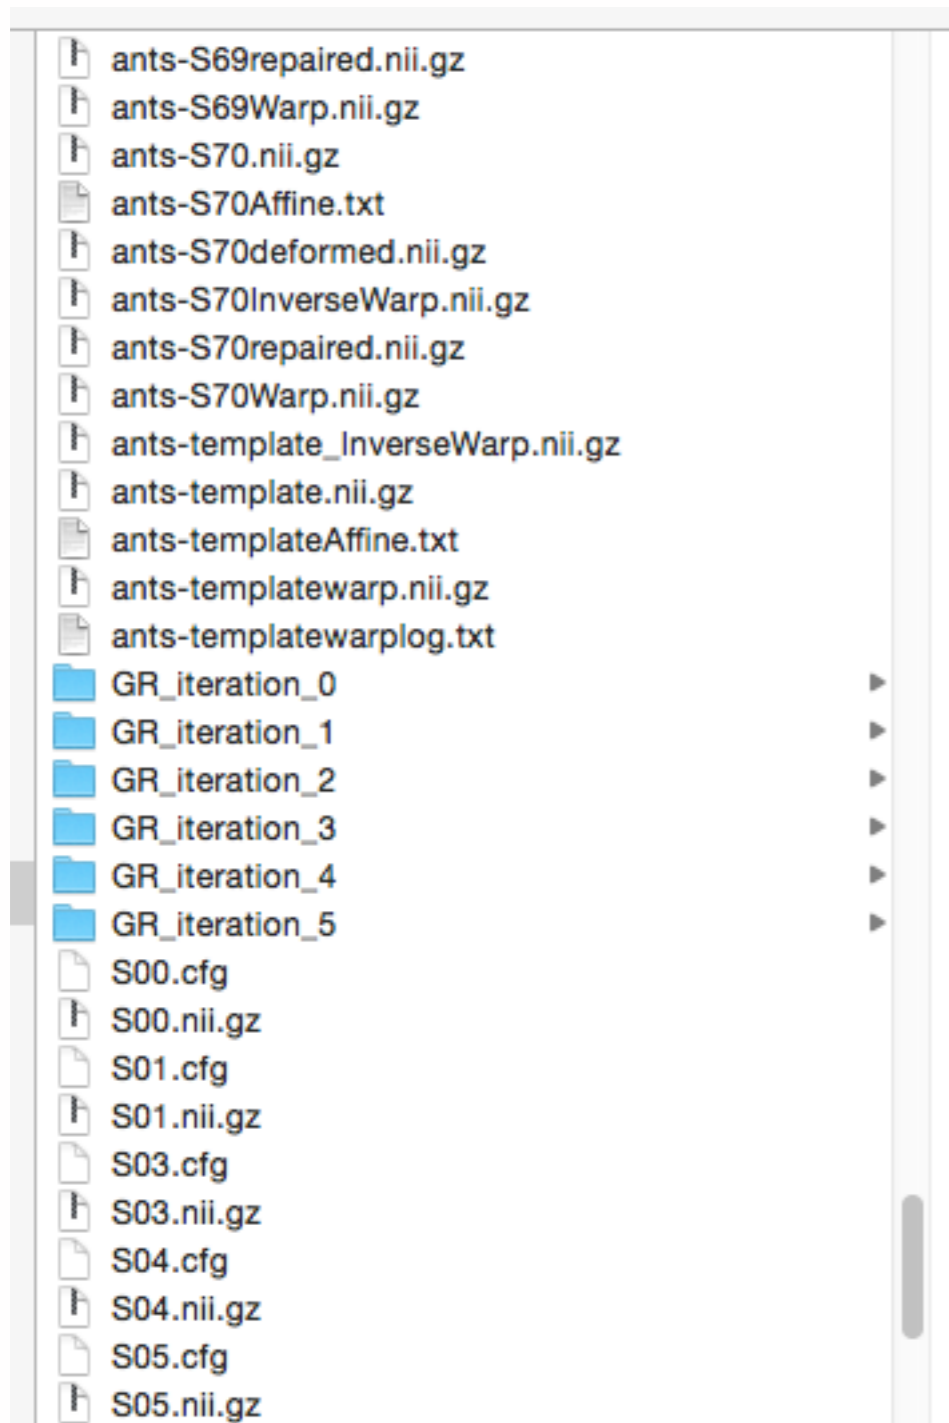 ants-S69repaired.nii.gz
ants-S69Warp.nii.gz
ants-S70.nii.gz
ants-S70Affine.txt
ants-S70deformed.nii.gz
ants-S70InverseWarp.nii.gz
ants-S70repaired.nii.gz
ants-S70Warp.nii.gz
ants-template_InverseWarp.nii.gz
ants-template.nii.gz
ants-templateAffine.txt
ants-templatewarp.nii.gz
ants-templatewarplog.txt
GR_iteration_0
GR_iteration_1
GR_iteration_2
GR_iteration_3
GR_iteration_4
GR_iteration_5
S00.cfg
S00.nii.gz
S01.cfg
S01.nii.gz
S03.cfg
S03.nii.gz
S04.cfg
S04.nii.gz
S05.cfg
S05.nii.gz